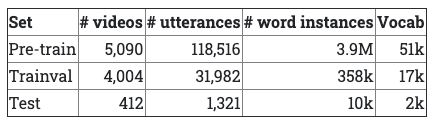 Set # videos # utterances # word instances Vocab
Pre-train 5,090 118,516 3.9M 51k
Trainval 4,004 31,982 358k 17k
Test 412 1,321 10k 2k